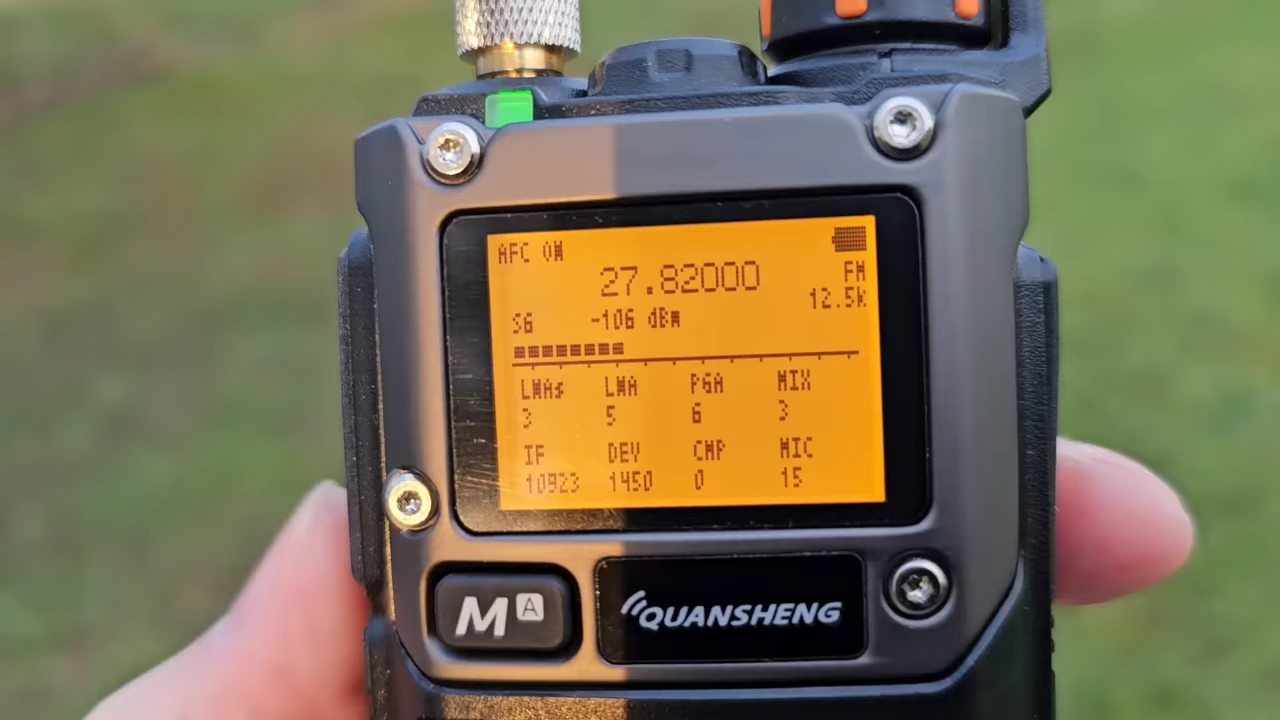 AFC ON
27.82000
FM
12.5k
S6 -106 dBm
LNAs LNA PGA MIX
3 5 6 3
IF DEV CMP MIC
10923 1450 0 15
M A QUANSHENG